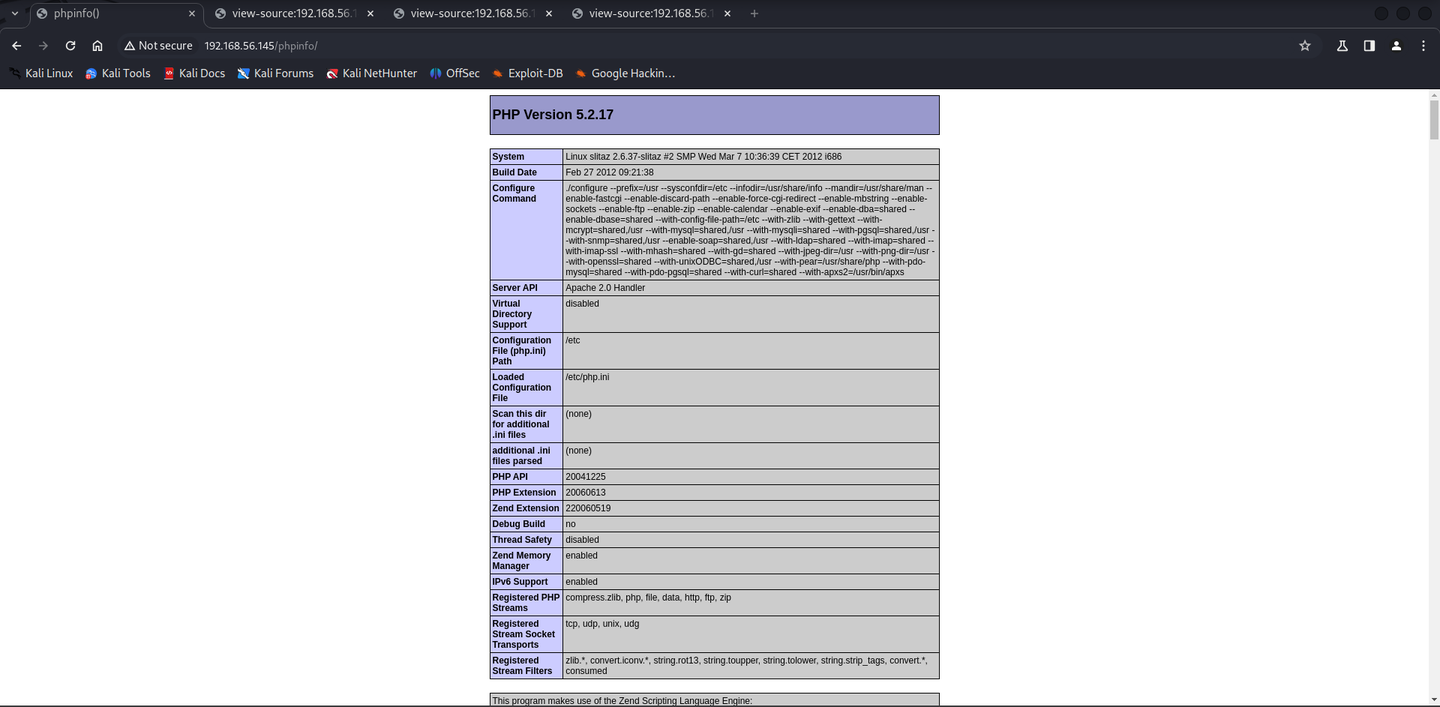 phpinfo()
view-source:192.168.56.1
view-source:192.168.56.1
view-source:192.168.56.1
Not secure
192.168.56.145/phpinfo/
Kali Linux
Kali Tools
Kali Docs
Kali Forums
Kali NetHunter
OffSec
Exploit-DB
Google Hackin…
PHP Version 5.2.17
System
Linux slitaz 2.6.37-slitaz #2 SMP Wed Mar 7 10:36:39 CET 2012 i686
Build Date
Feb 27 2012 09:21:38
Configure
Command
./configure --prefix=/usr --sysconfdir=/etc --infodir=/usr/share/info --mandir=/usr/share/man --
enable-fastcgi --enable-discard-path --enable-force-cgi-redirect --enable-mbstring --enable-
sockets --enable-ftp --enable-zip --enable-calendar --enable-exif --enable-dba=shared --
enable-dbase=shared --with-config-file-path=/etc --with-zlib --with-gettext --with-
mcrypt=shared,/usr --with-mysql=shared,/usr --with-mysqli=shared --with-pgsql=shared,/usr -
-with-snmp=shared,/usr --enable-soap=shared,/usr --with-ldap=shared --with-imap=shared --
with-imap-ssl --with-mhash=shared --with-gd=shared --with-jpeg-dir=/usr --with-png-dir=/usr -
-with-openssl=shared --with-unixODBC=shared,/usr --with-pear=/usr/share/php --with-pdo-
mysql=shared --with-pdo-pgsql=shared --with-curl=shared --with-apxs2=/usr/bin/apxs
Server API
Apache 2.0 Handler
Virtual
Directory
Support
disabled
Configuration
File (php.ini)
Path
/etc
Loaded
Configuration
File
/etc/php.ini
Scan this dir
for additional
.ini files
(none)
additional .ini
files parsed
(none)
PHP API
20041225
PHP Extension
20060613
Zend Extension
220060519
Debug Build
no
Thread Safety
disabled
Zend Memory
Manager
enabled
IPv6 Support
enabled
Registered PHP
Streams
compress.zlib, php, file, data, http, ftp, zip
Registered
Stream Socket
Transports
tcp, udp, unix, udg
Registered
Stream Filters
zlib.*, convert.iconv.*, string.rot13, string.toupper, string.tolower, string.strip_tags, convert.*,
consumed
This program makes use of the Zend Scripting Language Engine: